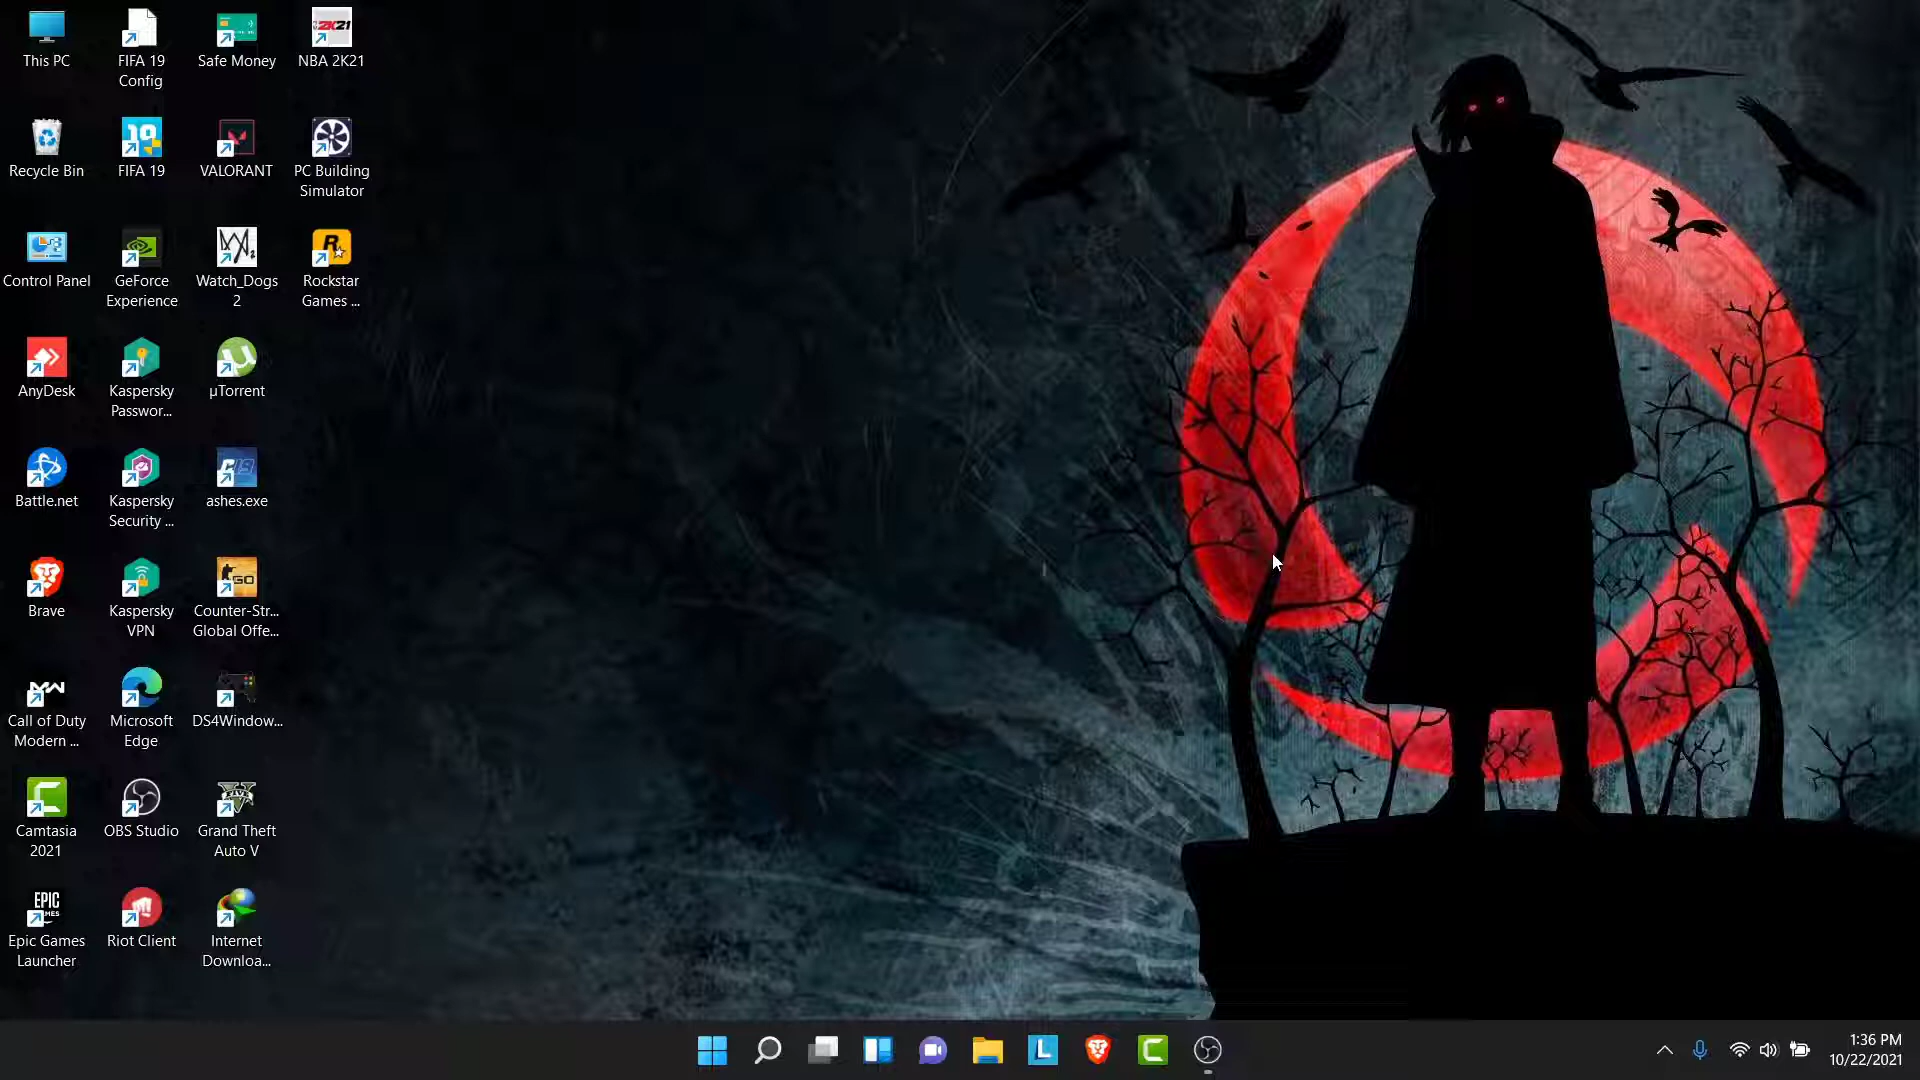 This PC
FIFA 19
Config
Safe Money
NBA 2K21
Recycle Bin
FIFA 19
VALORANT
PC Building
Simulator
Control Panel
GeForce
Experience
Watch_Dogs
2
Rockstar
Games ...
AnyDesk
Kaspersky
Passwor...
µTorrent
Battle.net
Kaspersky
Security ...
ashes.exe
Brave
Kaspersky
VPN
Counter-Str...
Global Offe...
Call of Duty
Modern ...
Microsoft
Edge
DS4Window...
Camtasia
2021
OBS Studio
Grand Theft
Auto V
Epic Games
Launcher
Riot Client
Internet
Downloa...
1:36 PM
10/22/2021